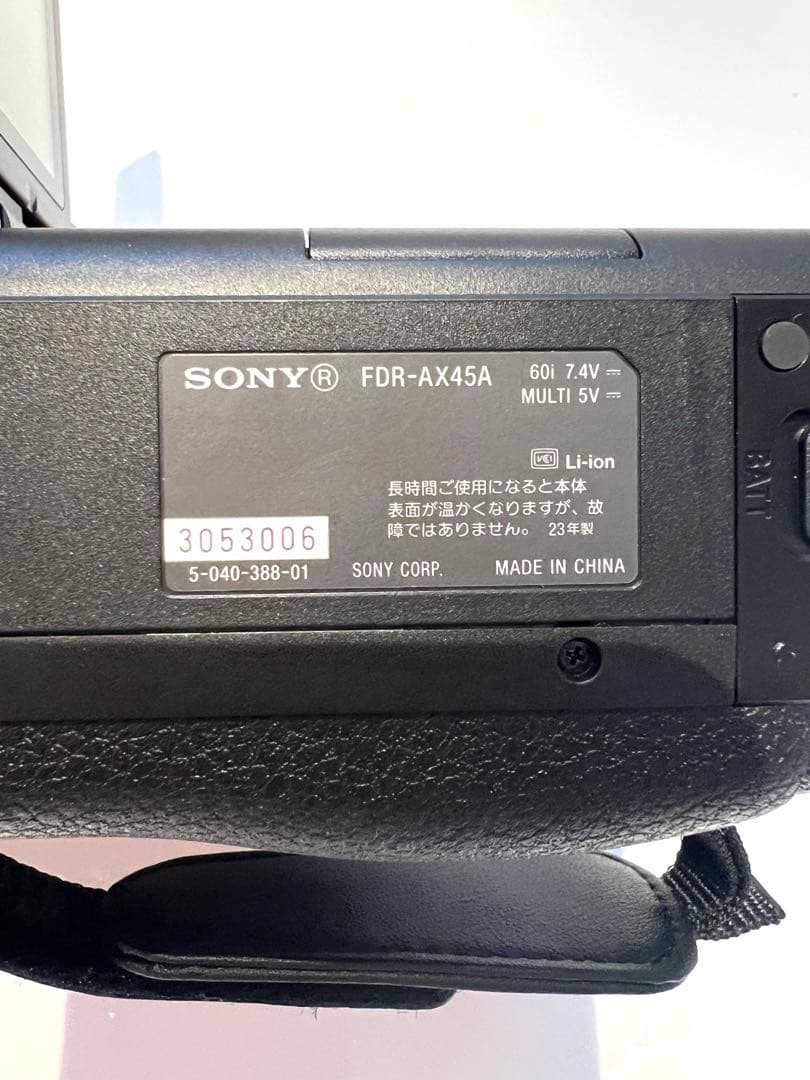 SONY® FDR-AX45A 60i 7.4V ⎓
MULTI 5V ⎓
VCI Li-ion
長時間ご使用になると本体
表面が温かくなりますが、故
障ではありません。 23年製
3053006
5-040-388-01 SONY CORP. MADE IN CHINA
BATT